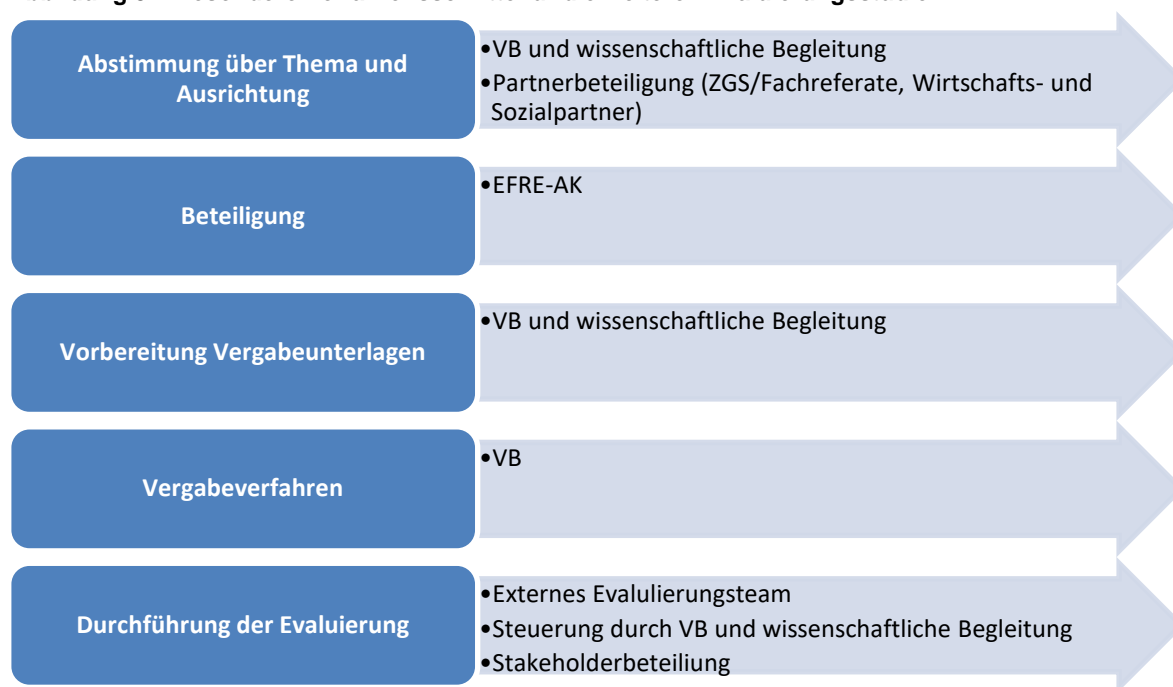 Abstimmung über Thema und
Ausrichtung
•VB und wissenschaftliche Begleitung
•Partnerbeteiligung (ZGS/Fachreferate, Wirtschafts- und
Sozialpartner)
Beteiligung
•EFRE-AK
Vorbereitung Vergabeunterlagen
•VB und wissenschaftliche Begleitung
Vergabeverfahren
•VB
Durchführung der Evaluierung
•Externes Evalulierungsteam
•Steuerung durch VB und wissenschaftliche Begleitung
•Stakeholderbeteiliung